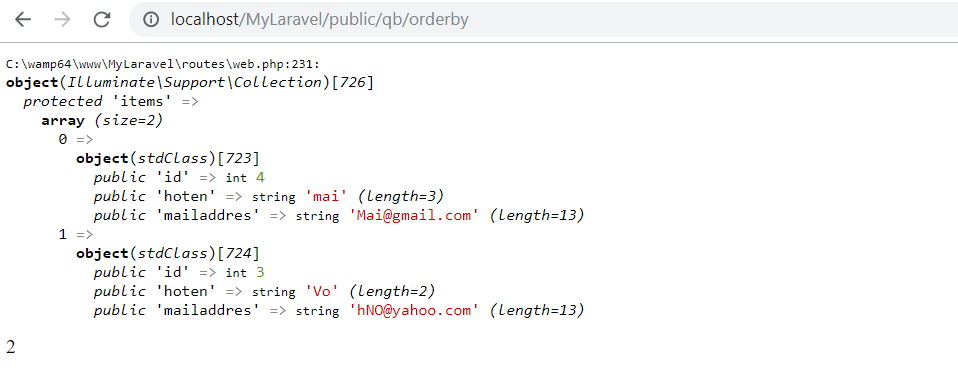 localhost/MyLaravel/public/qb/orderby
C:\wamp64\www\MyLaravel\routes\web.php:231:
object(Illuminate\Support\Collection)[726]
protected 'items' =>
array (size=2)
0 =>
object(stdClass)[723]
public 'id' => int 4
public 'hoten' => string 'mai' (length=3)
public 'mailaddres' => string 'Mai@gmail.com' (length=13)
1 =>
object(stdClass)[724]
public 'id' => int 3
public 'hoten' => string 'Vo' (length=2)
public 'mailaddres' => string 'hNO@yahoo.com' (length=13)
2